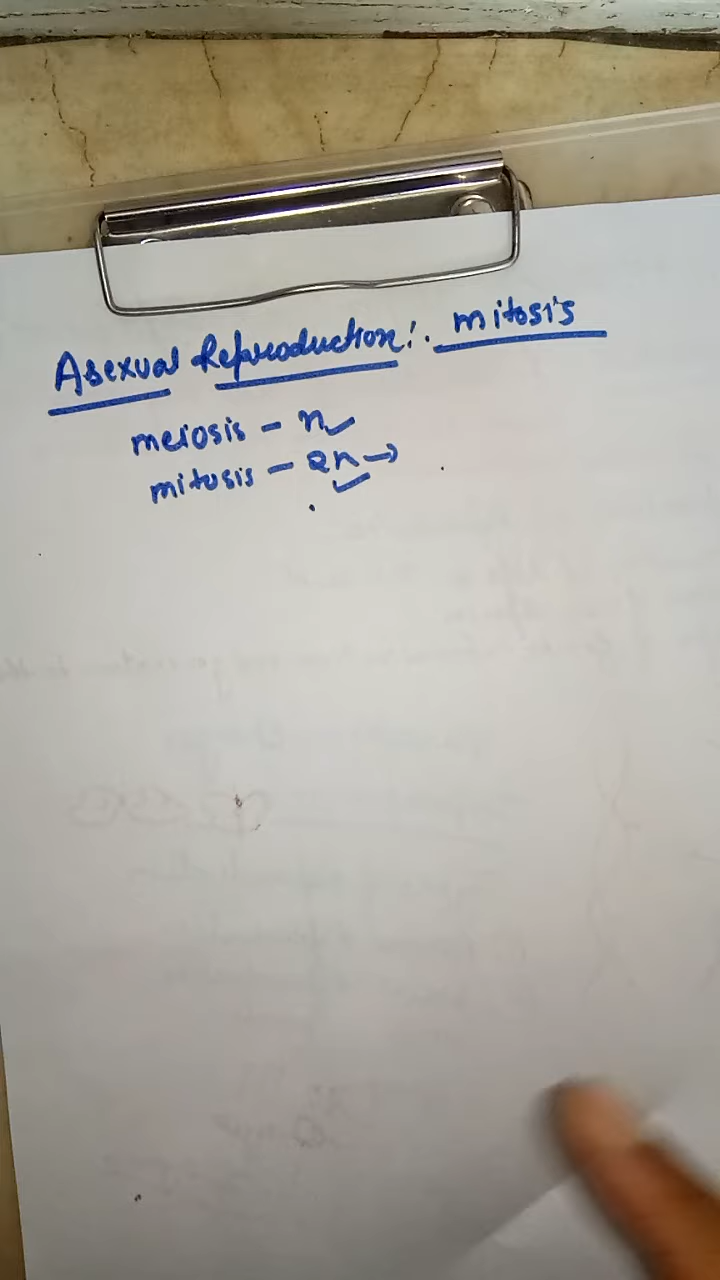 Asexual Reproduction:. mitosis
meiosis - n
mitosis - 2n →